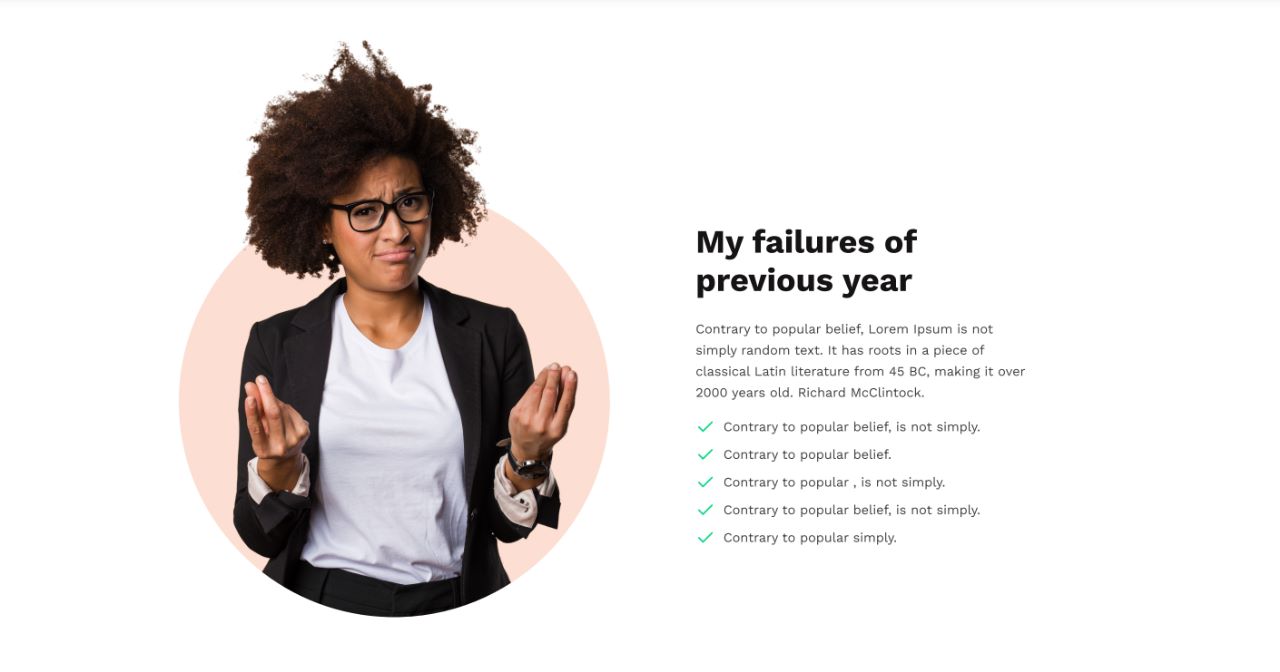 My failures of
previous year
Contrary to popular belief, Lorem Ipsum is not
simply random text. It has roots in a piece of
classical Latin literature from 45 BC, making it over
2000 years old. Richard McClintock.
Contrary to popular belief, is not simply.
Contrary to popular belief.
Contrary to popular , is not simply.
Contrary to popular belief, is not simply.
Contrary to popular simply.